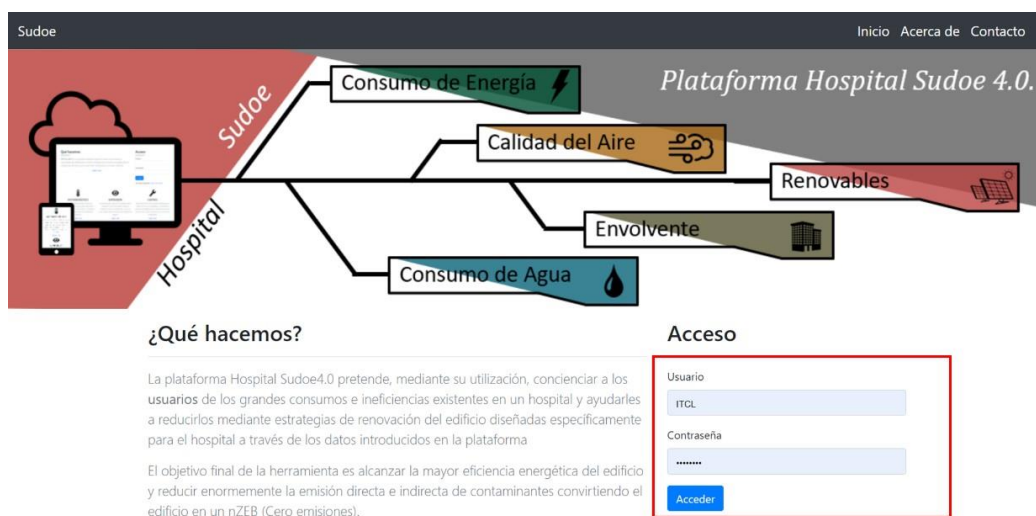 Sudoe
Inicio Acerca de Contacto
Plataforma Hospital Sudoe 4.0.
Hospital
Sudoe
Consumo de Energía
Calidad del Aire
Renovables
Envolvente
Consumo de Agua
¿Qué hacemos?
La plataforma Hospital Sudoe4.0 pretende, mediante su utilización, concienciar a los
usuarios de los grandes consumos e ineficiencias existentes en un hospital y ayudarles
a reducirlos mediante estrategias de renovación del edificio diseñadas específicamente
para el hospital a través de los datos introducidos en la plataforma
El objetivo final de la herramienta es alcanzar la mayor eficiencia energética del edificio
y reducir enormemente la emisión directa e indirecta de contaminantes convirtiendo el
edificio en un nZEB (Cero emisiones).
Acceso
Usuario
ITCL
Contraseña
••••••••
Acceder